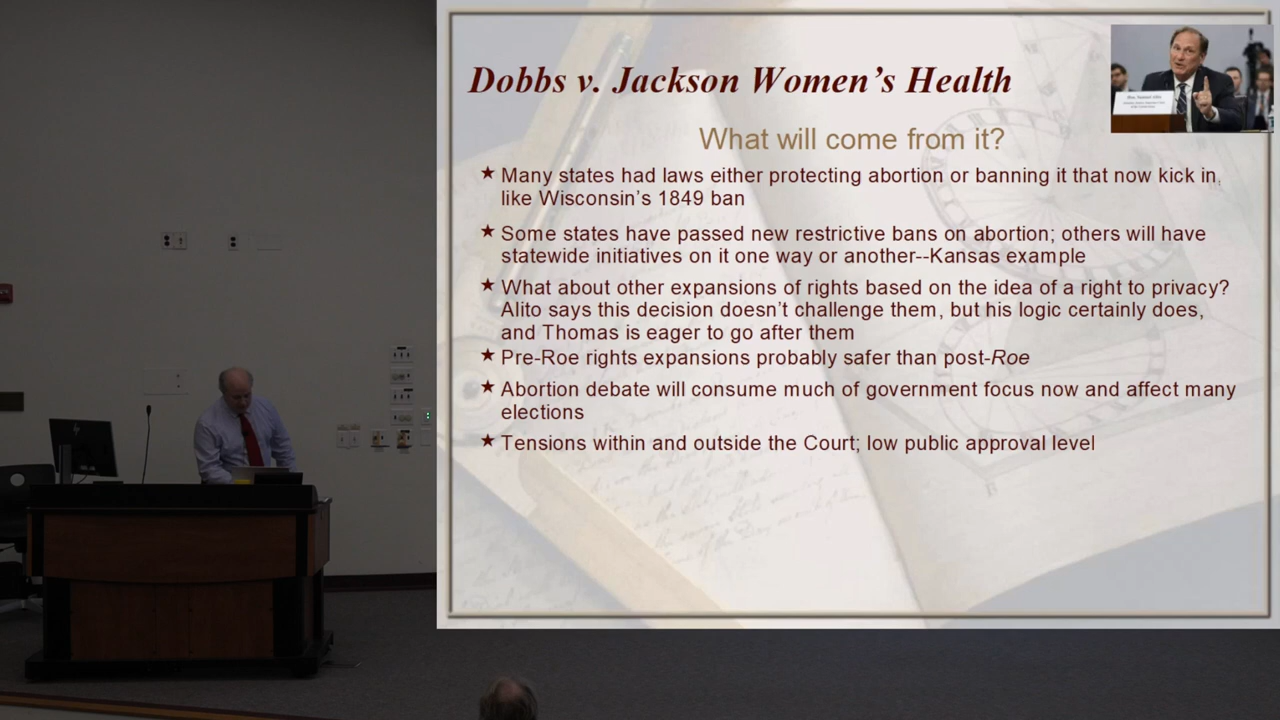 Dobbs v. Jackson Women's Health
What will come from it?
★ Many states had laws either protecting abortion or banning it that now kick in,
like Wisconsin's 1849 ban
★ Some states have passed new restrictive bans on abortion; others will have
statewide initiatives on it one way or another--Kansas example
★ What about other expansions of rights based on the idea of a right to privacy?
Alito says this decision doesn't challenge them, but his logic certainly does,
and Thomas is eager to go after them
★ Pre-Roe rights expansions probably safer than post-Roe
★ Abortion debate will consume much of government focus now and affect many
elections
★ Tensions within and outside the Court; low public approval level